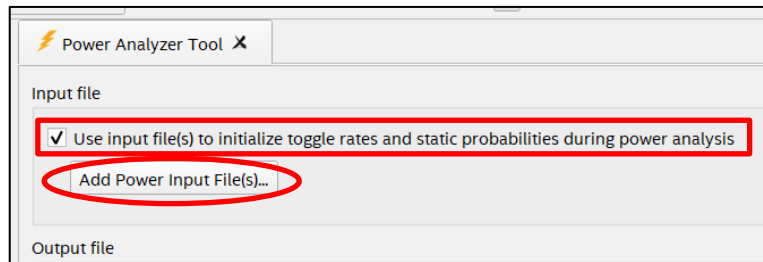 Power Analyzer Tool X
Input file
Use input file(s) to initialize toggle rates and static probabilities during power analysis
Add Power Input File(s)...
Output file